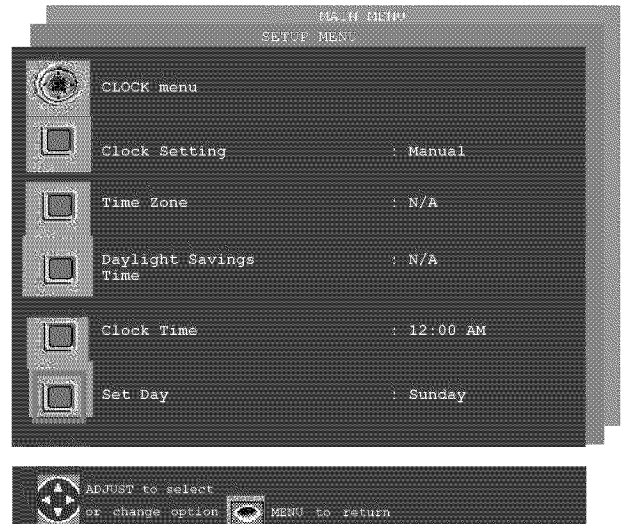 MAIN MENU
SETUP MENU
CLOCK menu
Clock Setting : Manual
Time Zone : N/A
Daylight Savings : N/A
Time
Clock Time : 12:00 AM
Set Day : Sunday
ADJUST to select
or change option MENU to return